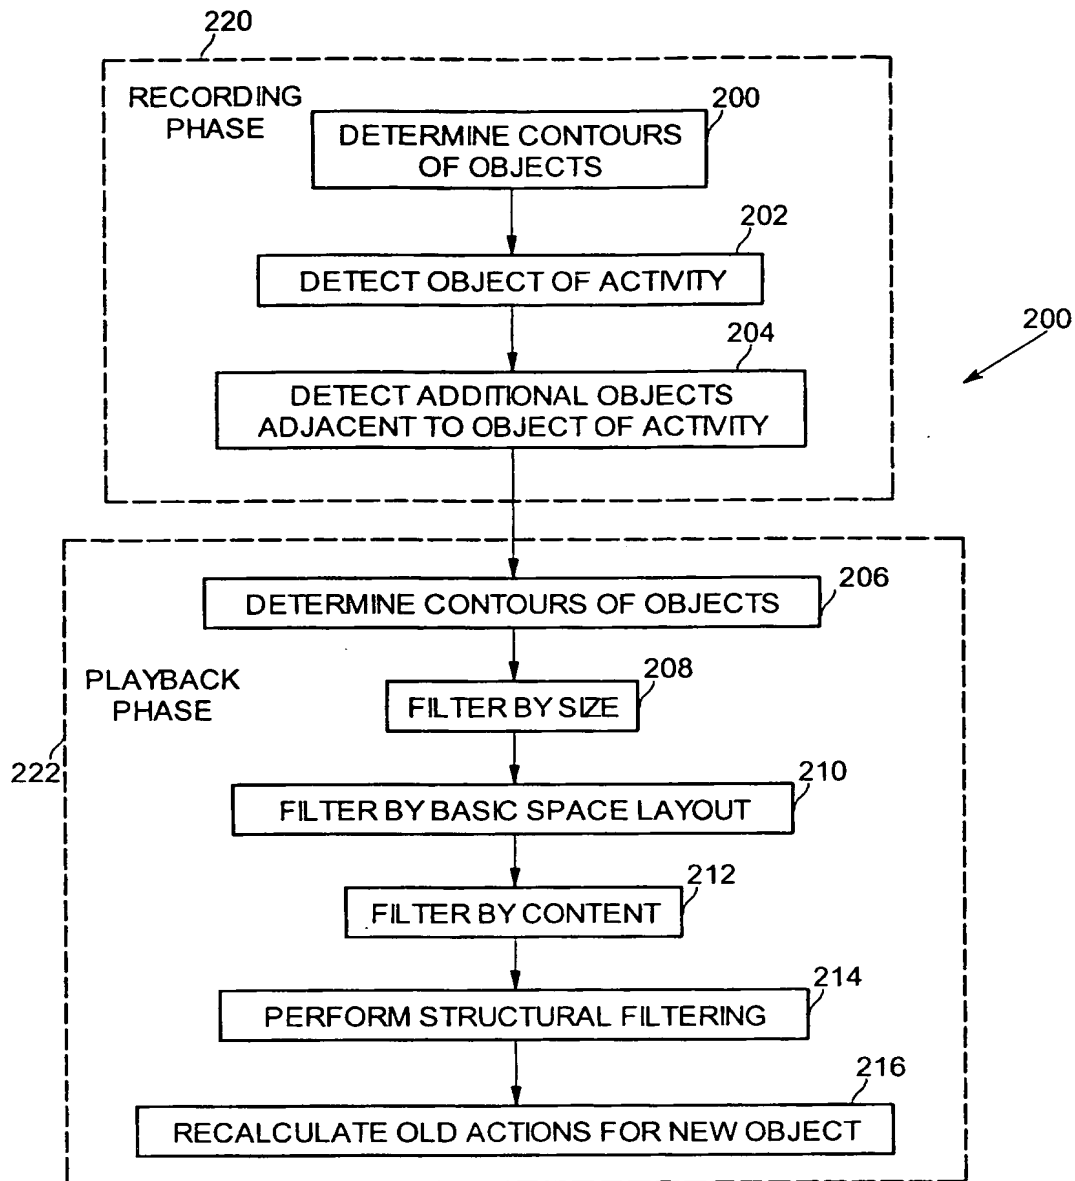 220
RECORDING
PHASE
200
DETERMINE CONTOURS
OF OBJECTS
202
DETECT OBJECT OF ACTIVITY
200
204
DETECT ADDITIONAL OBJECTS
ADJACENT TO OBJECT OF ACTIVITY
206
DETERMINE CONTOURS OF OBJECTS
PLAYBACK
PHASE
208
FILTER BY SIZE
222
210
FILTER BY BASIC SPACE LAYOUT
212
FILTER BY CONTENT
214
PERFORM STRUCTURAL FILTERING
216
RECALCULATE OLD ACTIONS FOR NEW OBJECT